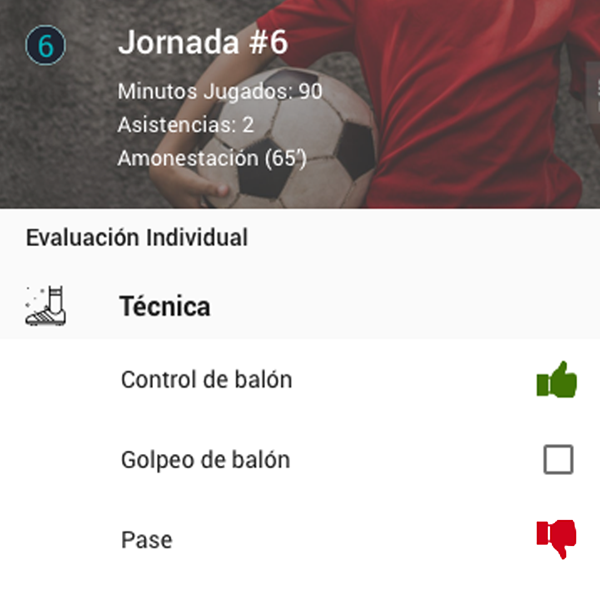 6
Jornada #6
Minutos Jugados: 90
Asistencias: 2
Amonestación (65')
Evaluación Individual
Técnica
Control de balón
Golpeo de balón
Pase